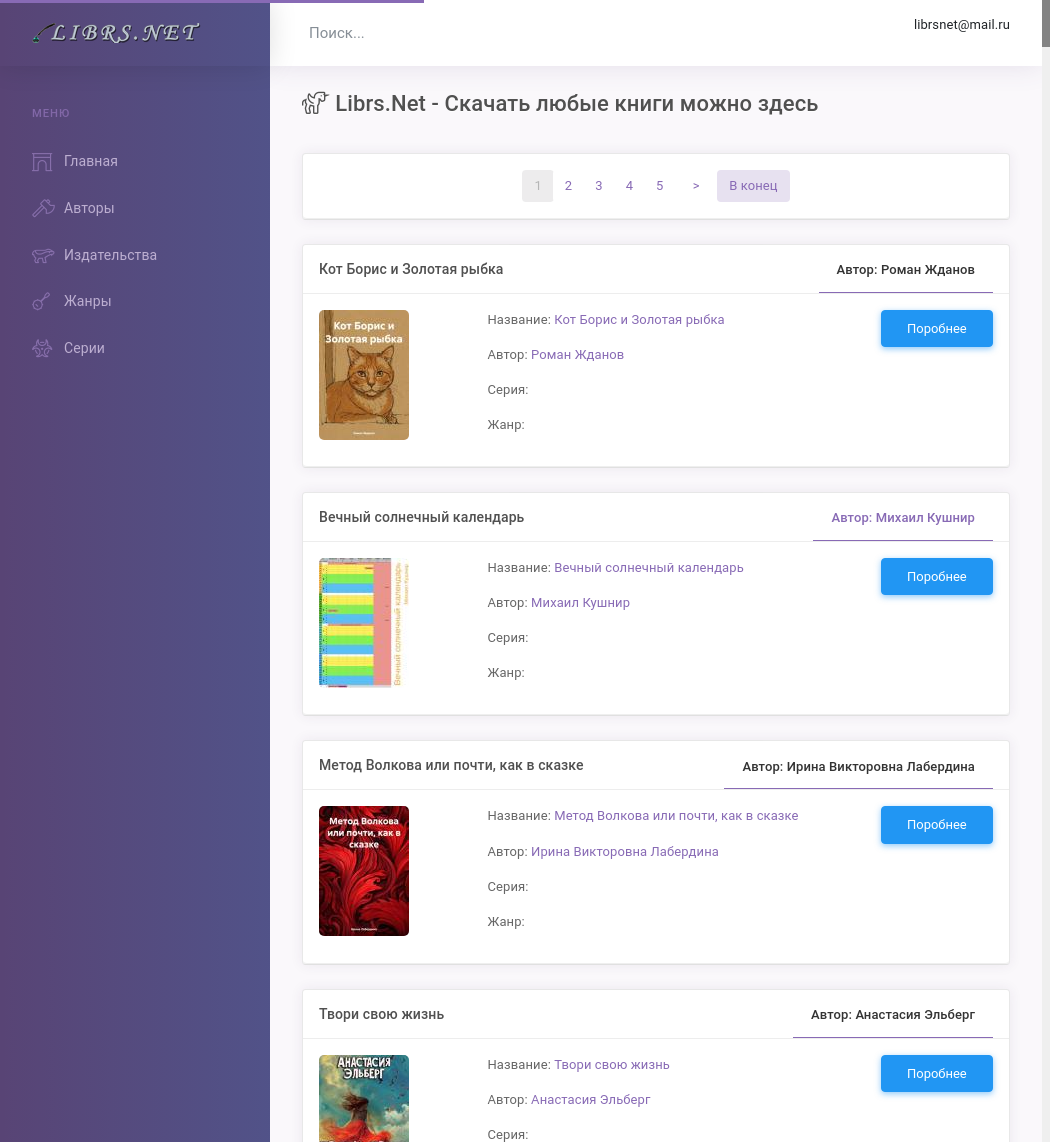 LIBRS.NET
Поиск...
librsnet@mail.ru
МЕНЮ
Главная
Авторы
Издательства
Жанры
Серии
Librs.Net - Скачать любые книги можно здесь
1 2 3 4 5 > В конец
Кот Борис и Золотая рыбка
Автор: Роман Жданов
Кот Борис и
Золотая рыбка
Название: Кот Борис и Золотая рыбка
Автор: Роман Жданов
Серия:
Жанр:
Поробнее
Вечный солнечный календарь
Автор: Михаил Кушнир
Вечный солнечный календарь
Михаил Кушнир
Название: Вечный солнечный календарь
Автор: Михаил Кушнир
Серия:
Жанр:
Поробнее
Метод Волкова или почти, как в сказке
Автор: Ирина Викторовна Лабердина
Метод Волкова
или почти, как в
сказке
Название: Метод Волкова или почти, как в сказке
Автор: Ирина Викторовна Лабердина
Серия:
Жанр:
Поробнее
Твори свою жизнь
Автор: Анастасия Эльберг
АНАСТАСИЯ
ЭЛЬБЕРГ
Название: Твори свою жизнь
Автор: Анастасия Эльберг
Серия:
Поробнее